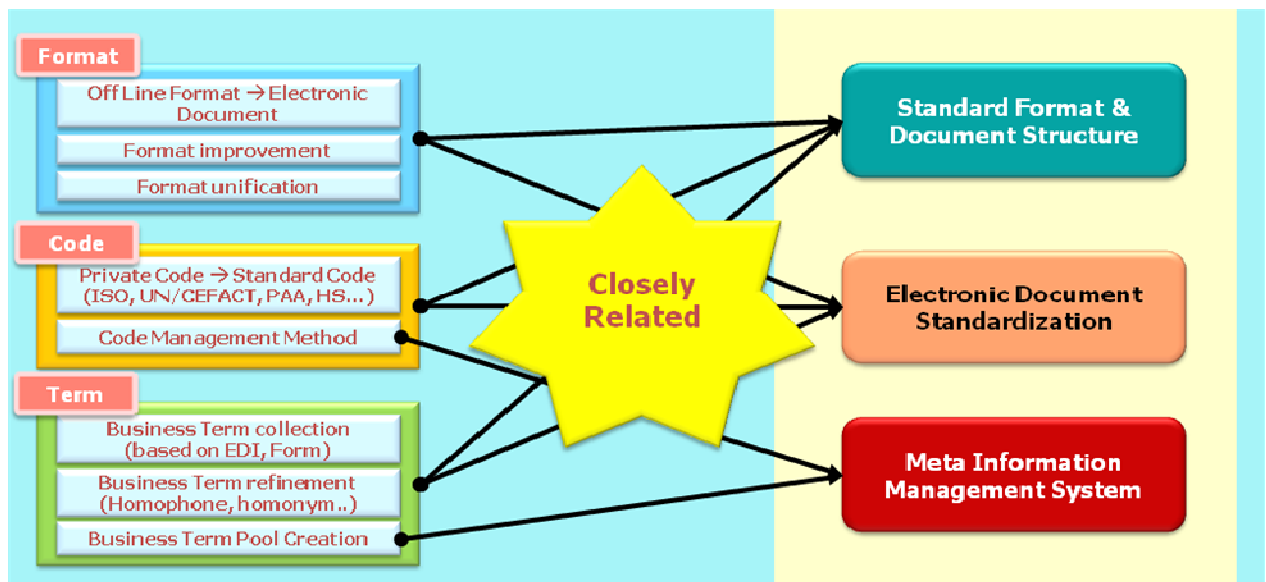 Format
Off Line Format → Electronic
Document
Format improvement
Format unification
Code
Private Code → Standard Code
(ISO, UN/CEFACT, PAA, HS...)
Code Management Method
Term
Business Term collection
(based on EDI, Form)
Business Term refinement
(Homophone, homonym..)
Business Term Pool Creation
Closely
Related
Standard Format &
Document Structure
Electronic Document
Standardization
Meta Information
Management System